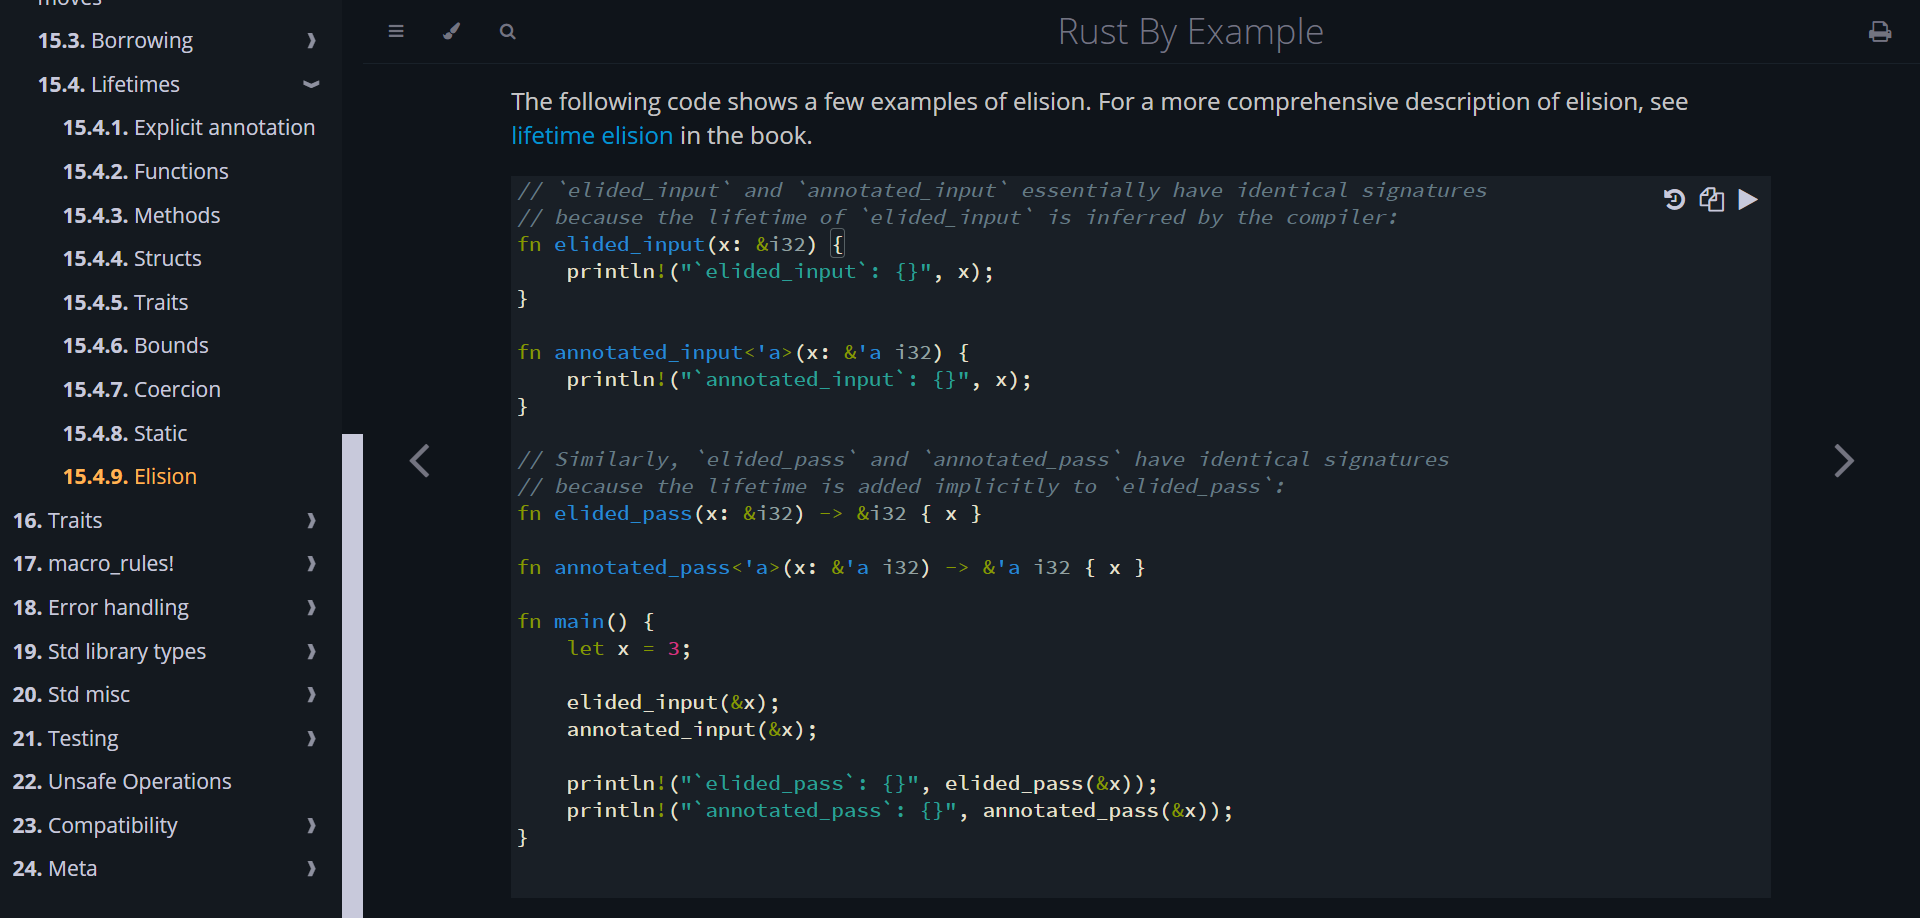 moves
15.3. Borrowing
15.4. Lifetimes
15.4.1. Explicit annotation
15.4.2. Functions
15.4.3. Methods
15.4.4. Structs
15.4.5. Traits
15.4.6. Bounds
15.4.7. Coercion
15.4.8. Static
15.4.9. Elision
16. Traits
17. macro_rules!
18. Error handling
19. Std library types
20. Std misc
21. Testing
22. Unsafe Operations
23. Compatibility
24. Meta
Rust By Example
The following code shows a few examples of elision. For a more comprehensive description of elision, see
lifetime elision in the book.
// `elided_input` and `annotated_input` essentially have identical signatures
// because the lifetime of `elided_input` is inferred by the compiler:
fn elided_input(x: &i32) {
    println!("`elided_input`: {}", x);
}
fn annotated_input<'a>(x: &'a i32) {
    println!("`annotated_input`: {}", x);
}
// Similarly, `elided_pass` and `annotated_pass` have identical signatures
// because the lifetime is added implicitly to `elided_pass`:
fn elided_pass(x: &i32) -> &i32 { x }
fn annotated_pass<'a>(x: &'a i32) -> &'a i32 { x }
fn main() {
    let x = 3;
    elided_input(&x);
    annotated_input(&x);
    println!("`elided_pass`: {}", elided_pass(&x));
    println!("`annotated_pass`: {}", annotated_pass(&x));
}